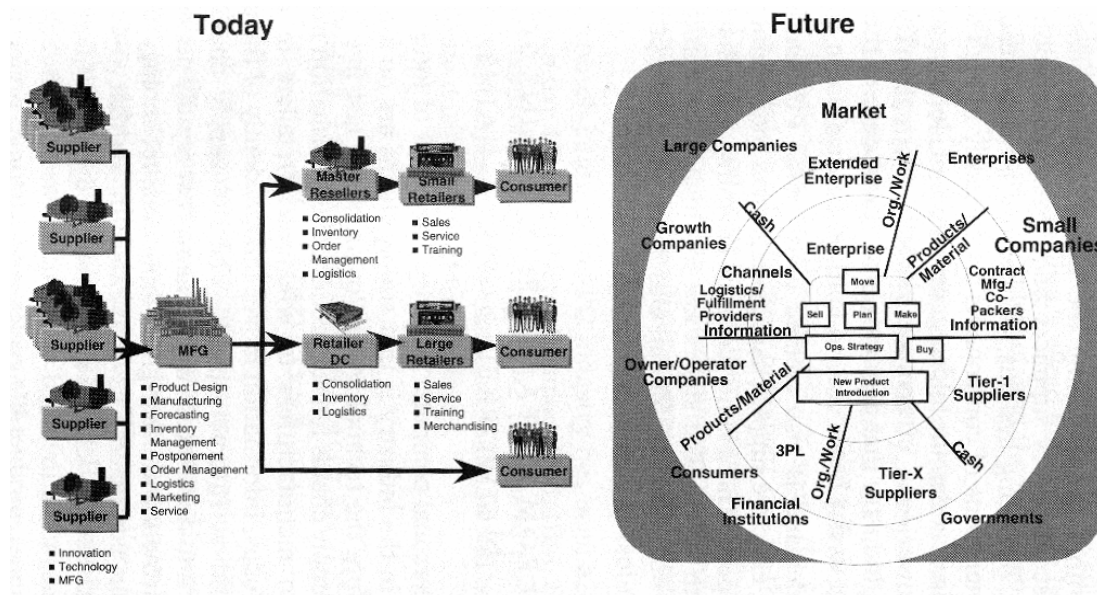 Today
Supplier
Supplier
Supplier
Supplier
Supplier
■ Innovation
■ Technology
■ MFG
MFG
■ Product Design
■ Manufacturing
■ Forecasting
■ Inventory
Management
■ Postponement
■ Order Management
■ Logistics
■ Marketing
■ Service
Master
Resellers
■ Consolidation
■ Inventory
■ Order
Management
■ Logistics
Small
Retailers
■ Sales
■ Service
■ Training
Consumer
Retailer
DC
■ Consolidation
■ Inventory
■ Logistics
Large
Retailers
■ Sales
■ Service
■ Training
■ Merchandising
Consumer
Consumer
Future
Market
Large Companies
Extended
Enterprise
Org./Work
Enterprises
Cash
Growth
Companies
Enterprise
Products/
Material
Small
Companies
Channels
Logistics/
Fulfillment
Providers
Information
Move
Sell
Plan
Make
Contract
Mfg./
Co-
Packers
Information
Ops. Strategy
Buy
Owner/Operator
Companies
Products/Material
New Product
Introduction
Tier-1
Suppliers
Consumers
3PL
Org./Work
Cash
Tier-X
Suppliers
Financial
Institutions
Governments